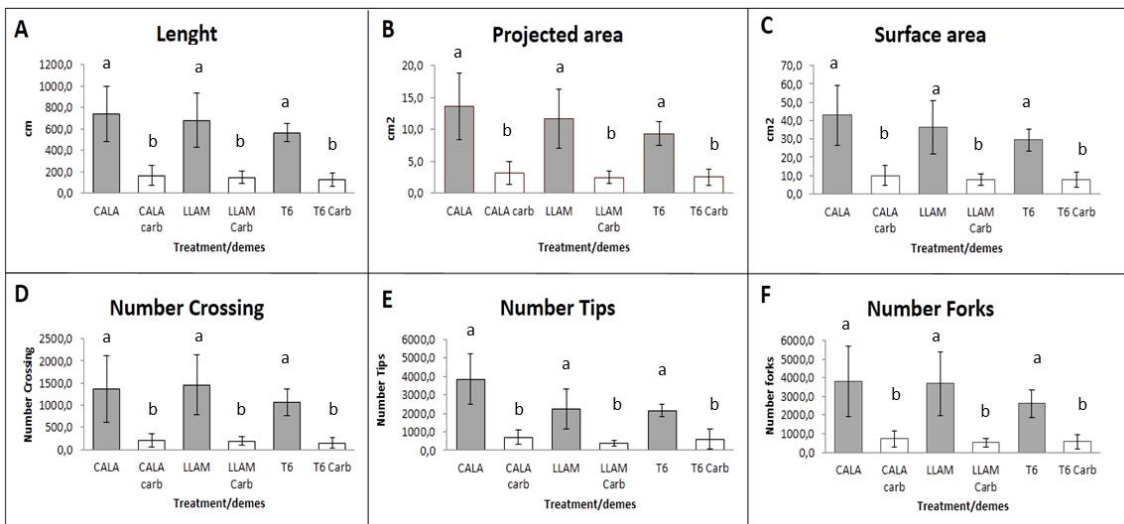 A
Lenght
1200,0
1000,0
800,0
600,0
400,0
200,0
0,0
cm
a
b
a
b
a
b
CALA
CALA carb
LLAM
LLAM Carb
T6
T6 Carb
Treatment/demes
B
Projected area
20,0
15,0
10,0
5,0
0,0
cm2
a
b
a
b
a
b
CALA
CALA carb
LLAM
LLAM Carb
T6
T6 Carb
Treatment/demes
C
Surface area
70,0
60,0
50,0
40,0
30,0
20,0
10,0
0,0
cm2
a
b
a
b
a
b
CALA
CALA carb
LLAM
LLAM Carb
T6
T6 Carb
Treatment/demes
D
Number Crossing
2500,0
2000,0
1500,0
1000,0
500,0
0,0
Number Crossing
a
b
a
b
a
b
CALA
CALA carb
LLAM
LLAM Carb
T6
T6 Carb
Treatment/demes
E
Number Tips
6000,0
5000,0
4000,0
3000,0
2000,0
1000,0
0,0
Number Tips
a
b
a
b
a
b
CALA
CALA carb
LLAM
LLAM Carb
T6
T6 Carb
Treatment/demes
F
Number Forks
6000,0
5000,0
4000,0
3000,0
2000,0
1000,0
0,0
Number forks
a
b
a
b
a
b
CALA
CALA carb
LLAM
LLAM Carb
T6
T6 Carb
Treatment/demes